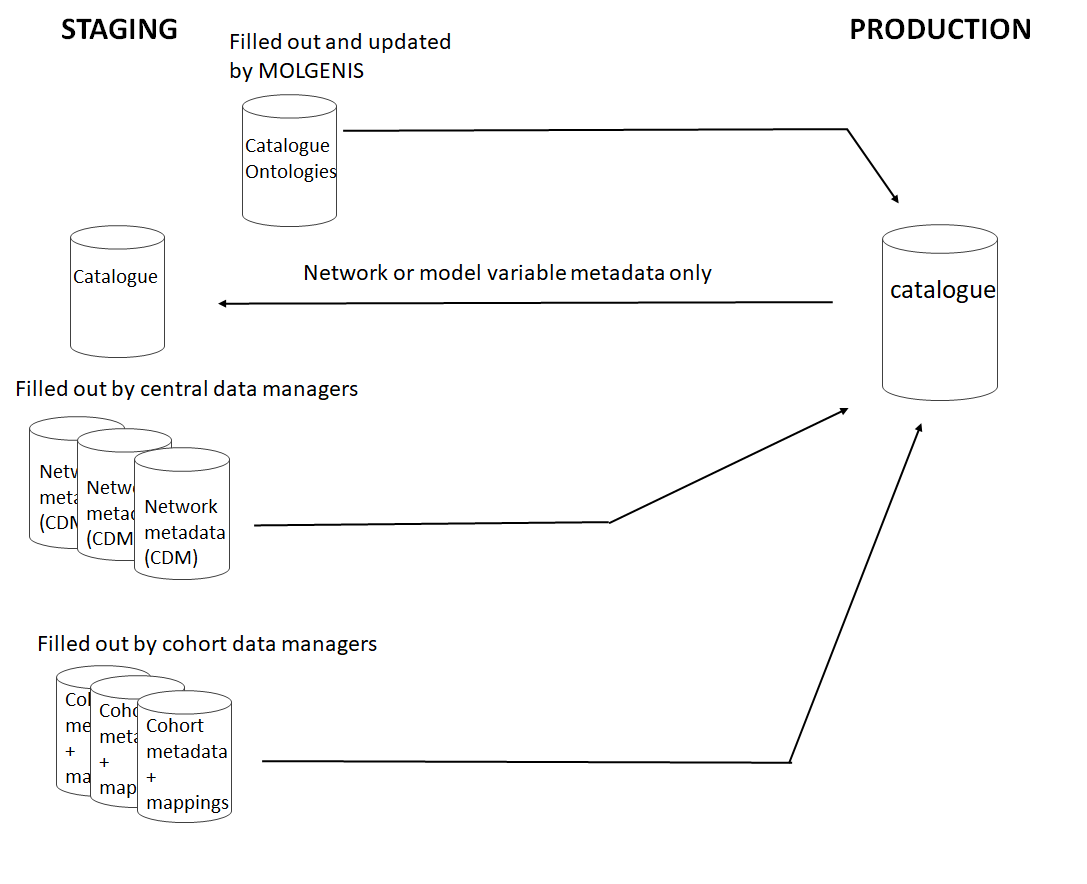 STAGING
PRODUCTION
Filled out and updated
by MOLGENIS
Catalogue
Ontologies
Catalogue
Network or model variable metadata only
catalogue
Filled out by central data managers
Netw
meta
(CDM
Netw
metad
(CDM
Network
metadata
(CDM)
Filled out by cohort data managers
Col
me
+
ma
Coho
meta
+
map
Cohort
metadata
+
mappings